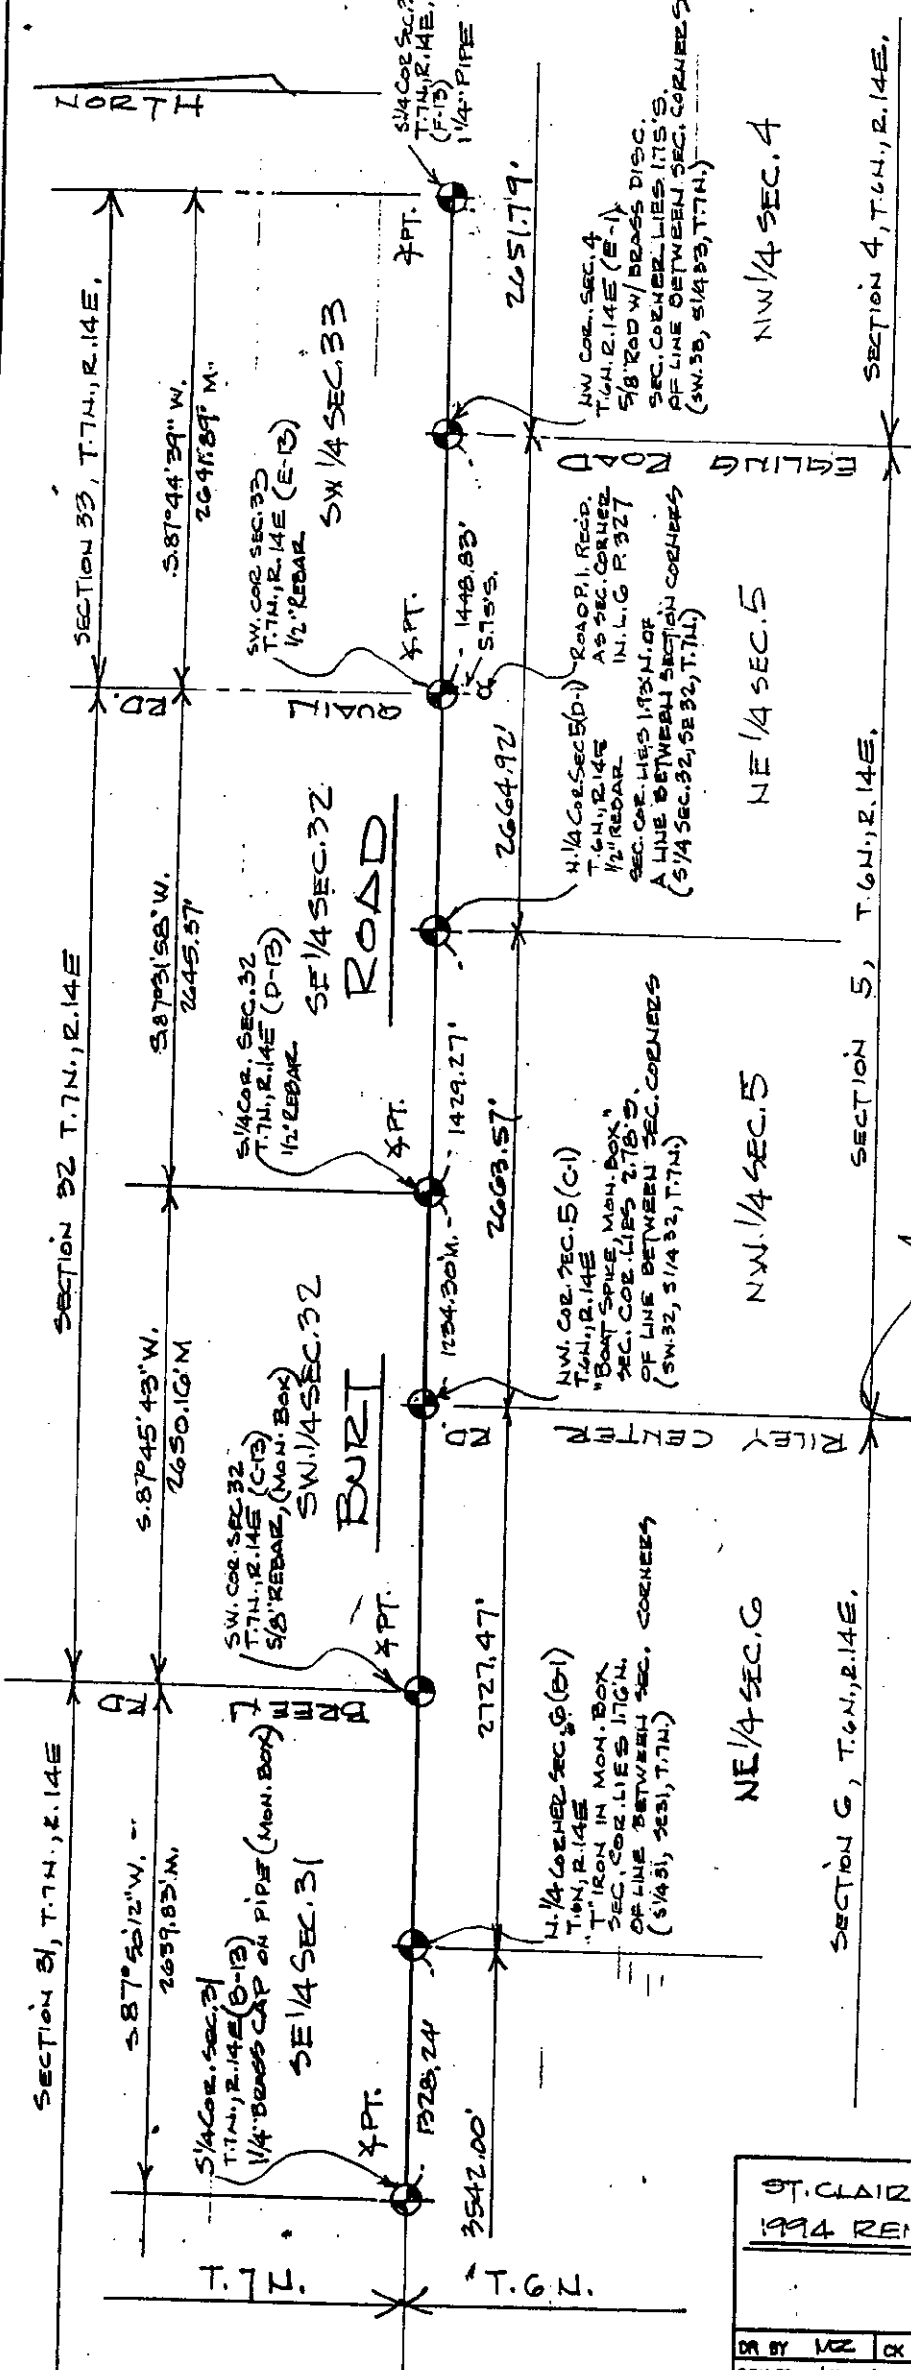 NORTH
SECTION 31, T.7N., R.14E
SECTION 32 T.7N., R.14E
SECTION 33, T.7N., R.14E.
S.87°50'12"W.
2639.83'M.
S.87°45'43"W.
2650.16'M
S.87°31'58"W.
2645.37'
S.87°44'39"W.
2641.89' M.
S1/4 COR. SEC. 31
T.7N., R.14E (B-13)
1 1/4" BRASS CAP ON PIPE (MON. BOX)
SE 1/4 SEC. 31
∡ PT.
BREEL
RD
SW. COR. SEC 32
T.7N., R.14E (C-13)
5/8" REBAR, (MON. BOX)
SW. 1/4 SEC. 32
∡ PT.
BURT
S1/4 COR. SEC. 32
T.7N., R.14E (D-13)
1/2" REBAR
SE 1/4 SEC. 32
∡ PT.
ROAD
QUAIL
RD.
SW. COR SEC. 33
T.7N., R.14E (E-13)
1/2" REBAR
SW 1/4 SEC. 33
∡ PT.
∡ PT.
S1/4 COR SEC.
T.7N., R.14E.
(F-13)
1 1/4" PIPE
1328.24'
1234.30'M.
1429.27'
1448.83'
5.75'S.
3542.00'
2727.47'
2663.57'
2664.92'
2651.79'
T.7N.
T.6N.
N. 1/4 CORNER SEC. 6 (B-1)
T.6N., R.14E
"T" IRON IN MON. BOX
SEC. COR. LIES 1.76'N.
OF LINE BETWEEN SEC. CORNERS
(S1/4 31, SE31, T.7N.)
NE 1/4 SEC. 6
SECTION 6, T.6N., R.14E.
RILEY CENTER RD
NW. COR. SEC. 5 (C-1)
T.6N., R.14E
"BOAT SPIKE, MON. BOX"
SEC. COR. LIES 2.78'S.
OF LINE BETWEEN SEC. CORNERS
(SW. 32, S1/4 32, T.7N.)
NW. 1/4 SEC. 5
SECTION 5, T.6N., R.14E.
N. 1/4 COR. SEC 5 (D-1)
T.6N., R.14E
1/2" REBAR
SEC. COR. LIES 1.93'N. OF
A LINE BETWEEN SECTION CORNERS
(S1/4 SEC. 32, SE 32, T.7N.)
ROAD P.I. REC'D.
AS SEC. CORNER
IN L.6 P. 327
NE 1/4 SEC. 5
EGLING ROAD
NW COR. SEC. 4
T.6N. R.14E (E-1)
5/8" ROD W/ BRASS DISC.
SEC. CORNER LIES 1.75'S.
OF LINE BETWEEN SEC. CORNERS
(SW. 33, S1/4 33, T.7N.)
NW 1/4 SEC. 4
SECTION 4, T.6N., R.14E.
ST. CLAIR
1994 REM
DR BY MZ CK